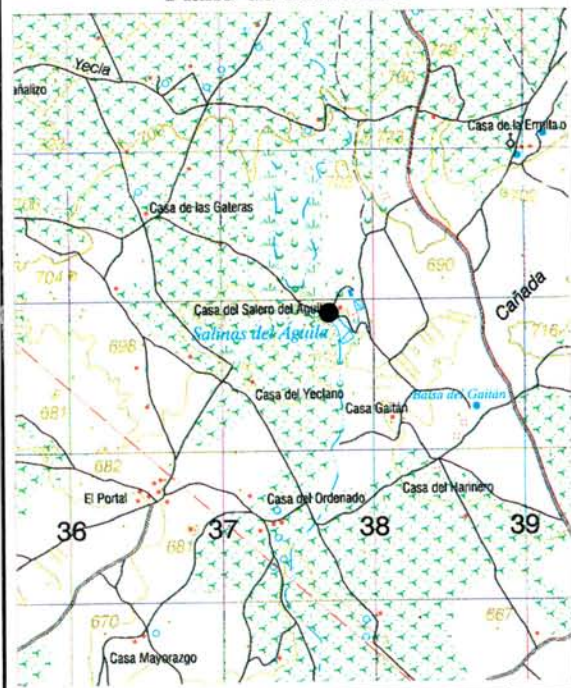 Yecla
añalizo
Casa de la Ermita
Casa de las Gateras
704
690
Cañada
Casa del Salero del Águila
Salinas del Águila
716
698
Casa del Yeclano
Balsa del Gaitán
Casa Gaitán
681
682
El Portal
Casa del Ordenado
Casa del Harinero
36
37
38
39
681
670
667
Casa Mayorazgo